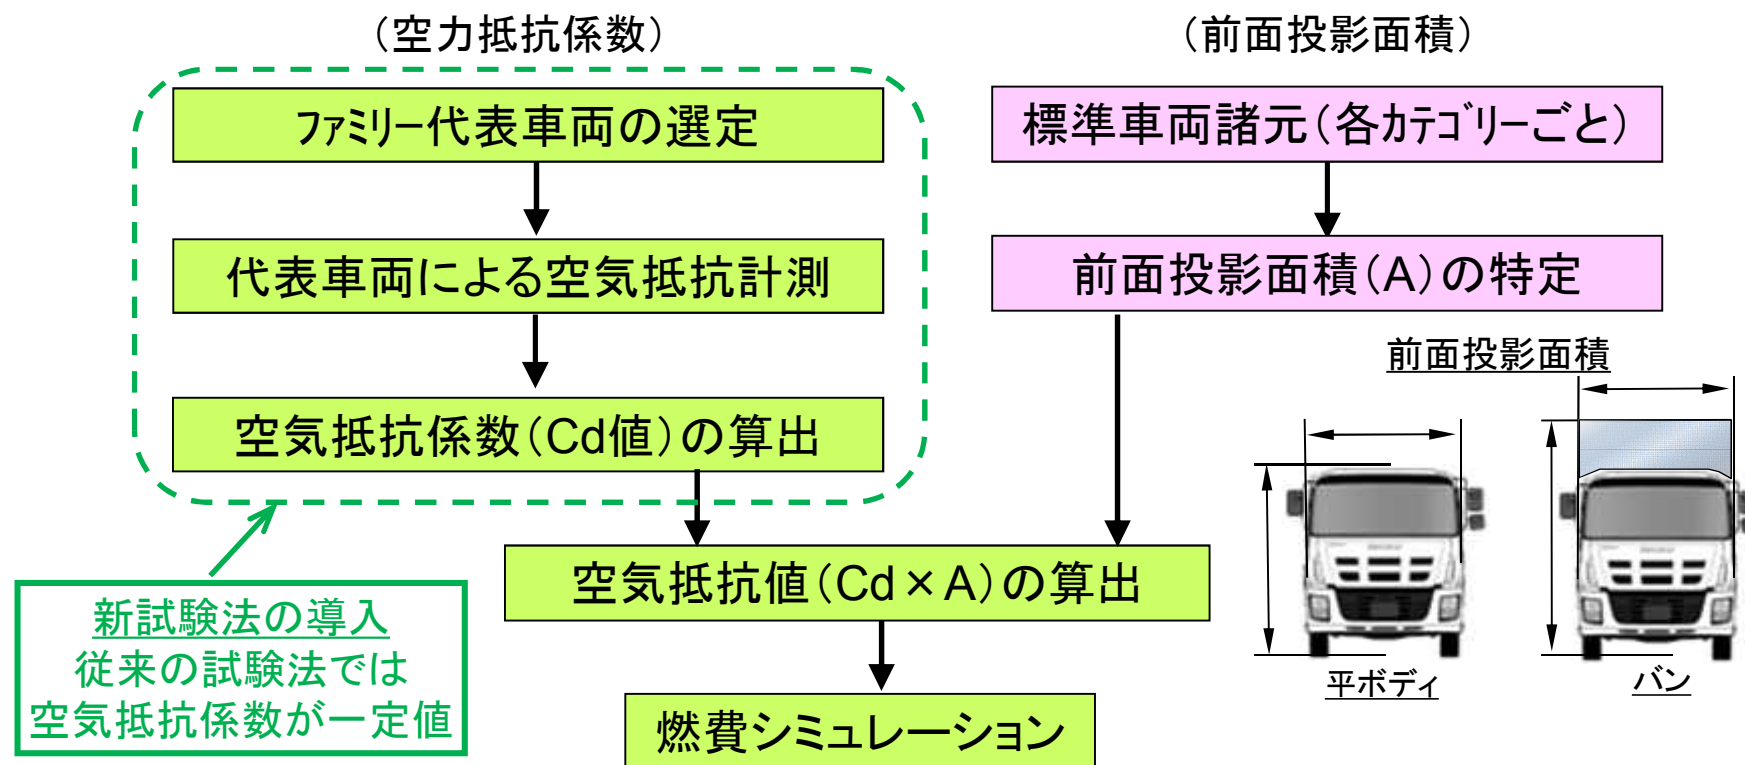 （空力抵抗係数）
ファミリー代表車両の選定
代表車両による空気抵抗計測
空気抵抗係数（Cd値）の算出
（前面投影面積）
標準車両諸元（各ｶﾃｺﾞﾘｰごと）
前面投影面積（A）の特定
前面投影面積
平ボディ
バン
新試験法の導入
従来の試験法では
空気抵抗係数が一定値
空気抵抗値（Cd×A）の算出
燃費シミュレーション